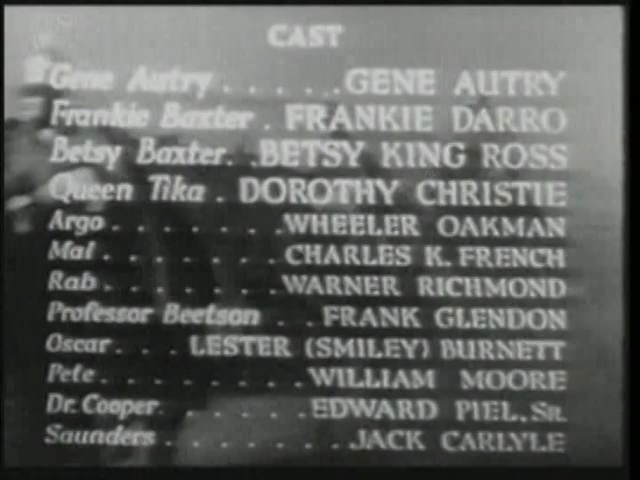 CAST
Gene Autry . . . . . .GENE AUTRY
Frankie Baxter . FRANKIE DARRO
Betsy Baxter. .BETSY KING ROSS
Queen Tika . DOROTHY CHRISTIE
Argo . . . . . . . WHEELER OAKMAN
Mal . . . . . . . CHARLES K. FRENCH
Rab . . . . . . . WARNER RICHMOND
Professor Beetson . . .FRANK GLENDON
Oscar . . . LESTER (SMILEY) BURNETT
Pete . . . . . . . . WILLIAM MOORE
Dr. Cooper. . . . . . EDWARD PIEL, SR.
Saunders . . . . . . . JACK CARLYLE